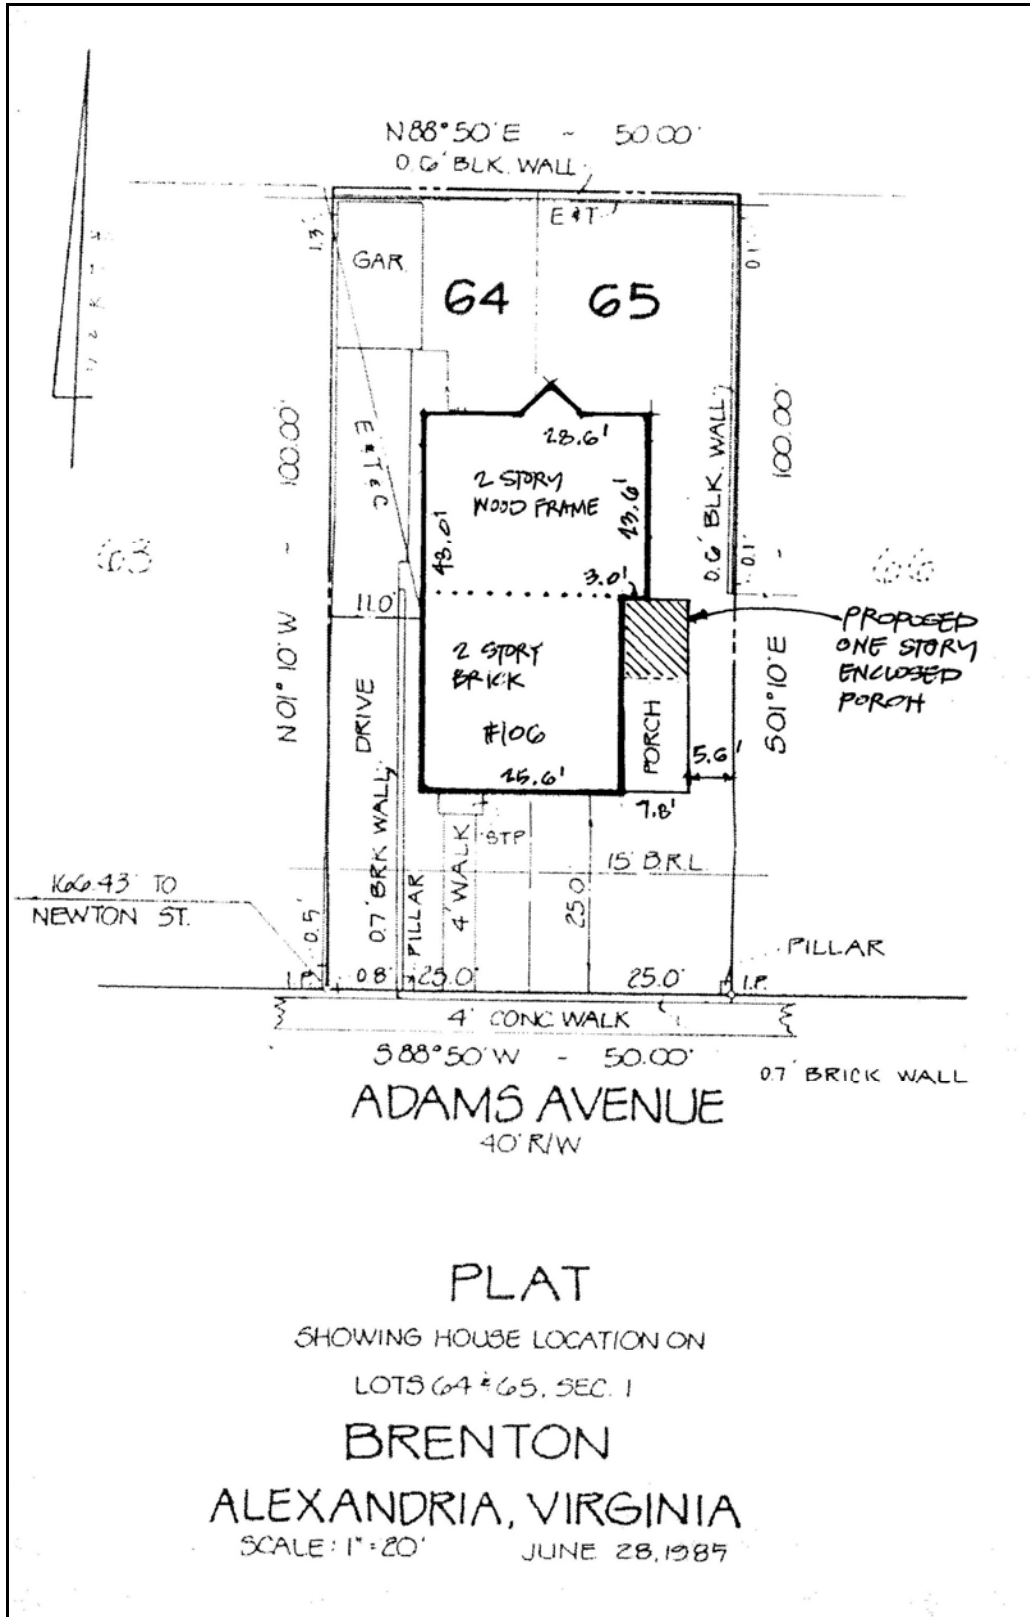 N88°50'E - 50.00'
0.6' BLK. WALL
E & T
1.3'
0.1'
GAR.
64
65
28.6'
2 STORY
WOOD FRAME
43.0'
23.6'
3.0'
E & T & C
100.00'
N 01° 10' W -
63
0.6' BLK. WALL
0.1'
100.00'
S 01° 10' E -
66
11.0'
2 STORY
BRICK
#106
25.6'
PORCH
7.8'
5.6'
PROPOSED
ONE STORY
ENCLOSED
PORCH
DRIVE
0.7' BRK WALL
STP
4' WALK
PILLAR
15' B.R.L.
25.0
166.43' TO
NEWTON ST.
0.5'
I.P.
0.8'
25.0'
25.0'
PILLAR
I.P.
4' CONC. WALK
S 88°50' W - 50.00'
0.7' BRICK WALL
ADAMS AVENUE
40' R/W
PLAT
SHOWING HOUSE LOCATION ON
LOTS 64 & 65, SEC. 1
BRENTON
ALEXANDRIA, VIRGINIA
SCALE: 1" = 20' JUNE 28, 1985